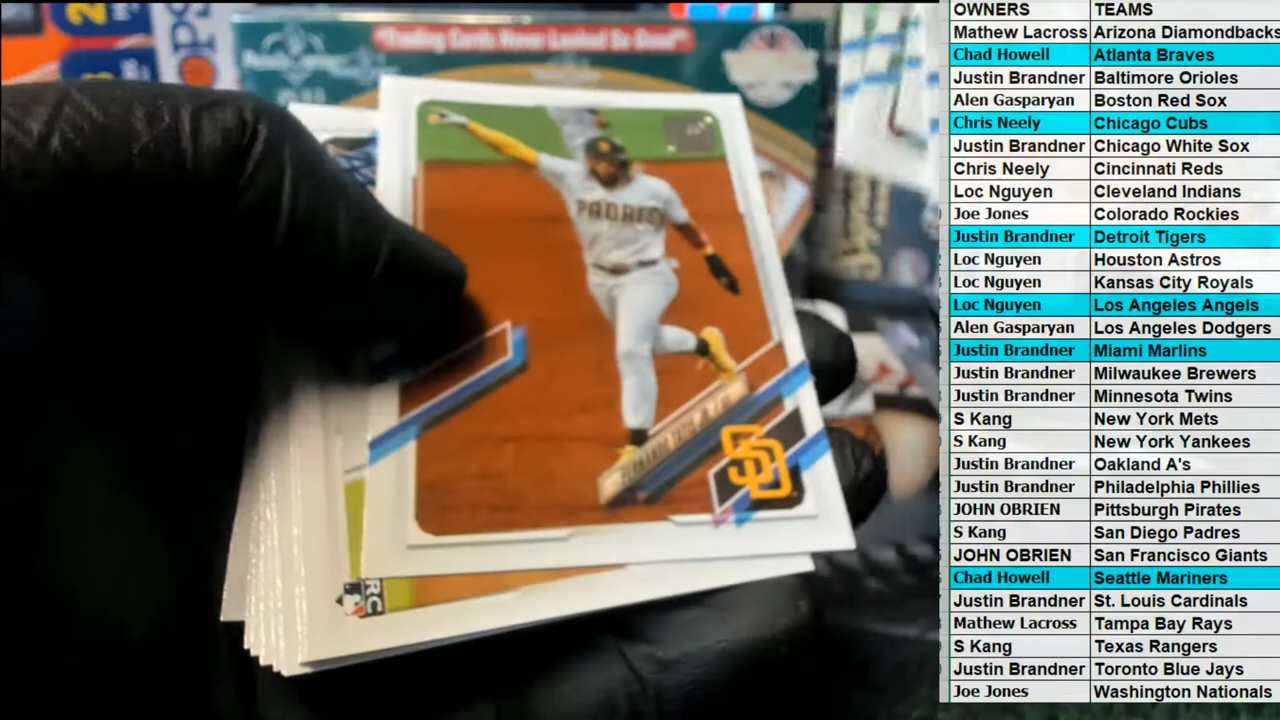 OWNERS TEAMS
Mathew Lacross Arizona Diamondbacks
Chad Howell Atlanta Braves
Justin Brandner Baltimore Orioles
Alen Gasparyan Boston Red Sox
Chris Neely Chicago Cubs
Justin Brandner Chicago White Sox
Chris Neely Cincinnati Reds
Loc Nguyen Cleveland Indians
Joe Jones Colorado Rockies
Justin Brandner Detroit Tigers
Loc Nguyen Houston Astros
Loc Nguyen Kansas City Royals
Loc Nguyen Los Angeles Angels
Alen Gasparyan Los Angeles Dodgers
Justin Brandner Miami Marlins
Justin Brandner Milwaukee Brewers
Justin Brandner Minnesota Twins
S Kang New York Mets
S Kang New York Yankees
Justin Brandner Oakland A's
Justin Brandner Philadelphia Phillies
JOHN OBRIEN Pittsburgh Pirates
S Kang San Diego Padres
JOHN OBRIEN San Francisco Giants
Chad Howell Seattle Mariners
Justin Brandner St. Louis Cardinals
Mathew Lacross Tampa Bay Rays
S Kang Texas Rangers
Justin Brandner Toronto Blue Jays
Joe Jones Washington Nationals
"Trading Cards Never Looked So Good"
PADRES
FERNANDO TATIS JR.
SD
RC